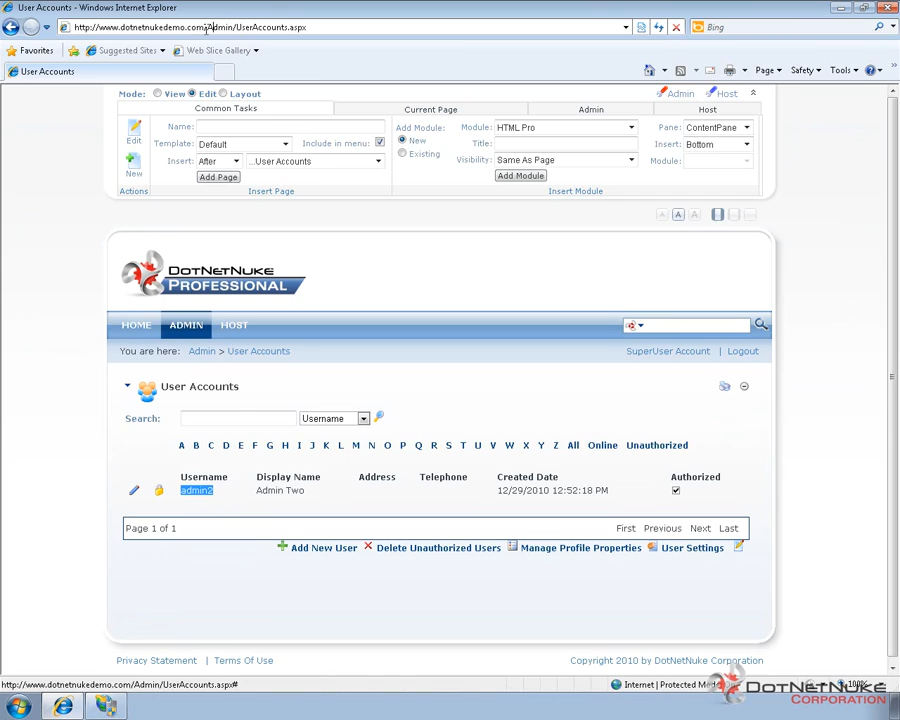 User Accounts - Windows Internet Explorer
http://www.dotnetnukedemo.com/Admin/UserAccounts.aspx
Bing
Favorites
Suggested Sites
Web Slice Gallery
User Accounts
Page
Safety
Tools
Mode: View Edit Layout
Admin Host
Common Tasks
Current Page
Admin
Host
Edit
New
Actions
Name:
Template: Default
Include in menu:
Insert: After
...User Accounts
Add Page
Insert Page
Add Module:
New
Existing
Module: HTML Pro
Title:
Visibility: Same As Page
Add Module
Pane: ContentPane
Insert: Bottom
Module:
Insert Module
A A A
DOTNETNUKE
PROFESSIONAL
HOME ADMIN HOST
You are here: Admin > User Accounts
SuperUser Account | Logout
User Accounts
Search:
Username
A B C D E F G H I J K L M N O P Q R S T U V W X Y Z All Online Unauthorized
Username Display Name Address Telephone Created Date Authorized
admin2 Admin Two 12/29/2010 12:52:18 PM
Page 1 of 1
First Previous Next Last
Add New User Delete Unauthorized Users Manage Profile Properties User Settings
Privacy Statement | Terms Of Use
Copyright 2010 by DotNetNuke Corporation
http://www.dotnetnukedemo.com/Admin/UserAccounts.aspx#
Internet | Protected
DOTNETNUKE
CORPORATION